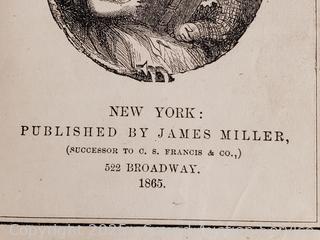 NEW YORK:
PUBLISHED BY JAMES MILLER,
(SUCCESSOR TO C. S. FRANCIS & CO.,)
522 BROADWAY.
1865.